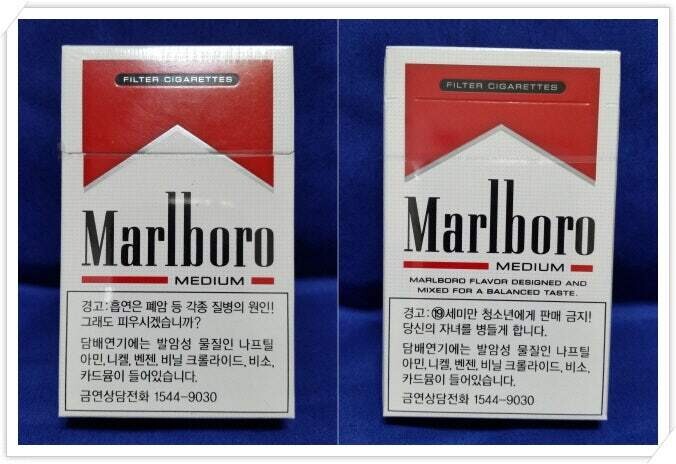 FILTER CIGARETTES
Marlboro
MEDIUM
경고:흡연은 폐암 등 각종 질병의 원인!
그래도 피우시겠습니까?
담배연기에는 발암성 물질인 나프틸
아민, 니켈, 벤젠, 비닐 크롤라이드, 비소,
카드뮴이 들어있습니다.
금연상담전화 1544-9030
FILTER CIGARETTES
Marlboro
MEDIUM
MARLBORO FLAVOR DESIGNED AND
MIXED FOR A BALANCED TASTE.
경고:⑲세미만 청소년에게 판매 금지!
당신의 자녀를 병들게 합니다.
담배연기에는 발암성 물질인 나프틸
아민, 니켈, 벤젠, 비닐 크롤라이드, 비소,
카드뮴이 들어있습니다.
금연상담전화 1544-9030